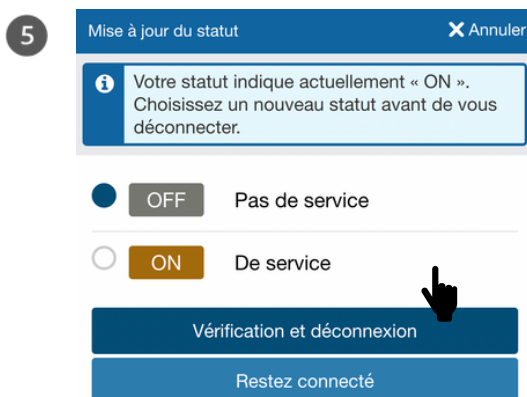 5
Mise à jour du statut
Annuler
Votre statut indique actuellement « ON ».
Choisissez un nouveau statut avant de vous
déconnecter.
OFF Pas de service
ON De service
Vérification et déconnexion
Restez connecté